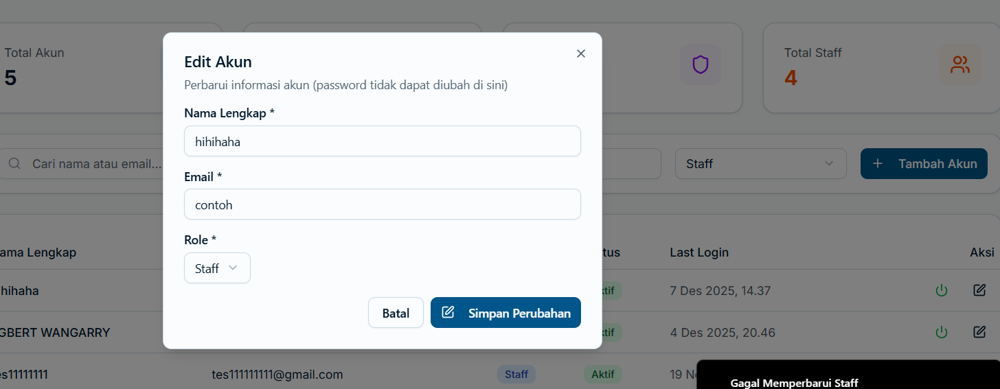 Total Akun
5
Total Staff
4
Edit Akun
Perbarui informasi akun (password tidak dapat diubah di sini)
Nama Lengkap *
hihihaha
Email *
contoh
Role *
Staff
Batal
Simpan Perubahan
Cari nama atau email...
Staff
Tambah Akun
ama Lengkap
tus
Last Login
Aksi
hihaha
ktif
7 Des 2025, 14.37
GBERT WANGARRY
ktif
4 Des 2025, 20.46
es11111111
tes111111111@gmail.com
Staff
Aktif
19 No
Gagal Memperbarui Staff